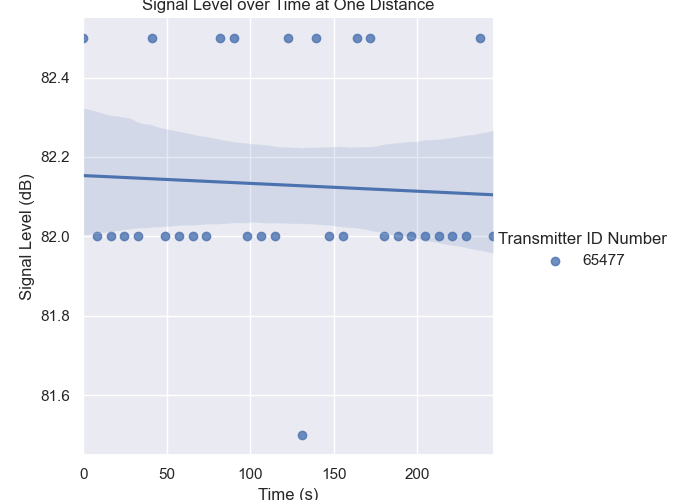 Signal Level over Time at One Distance
82.4
82.2
82.0
81.8
81.6
Signal Level (dB)
0 50 100 150 200
Time (s)
Transmitter ID Number
65477